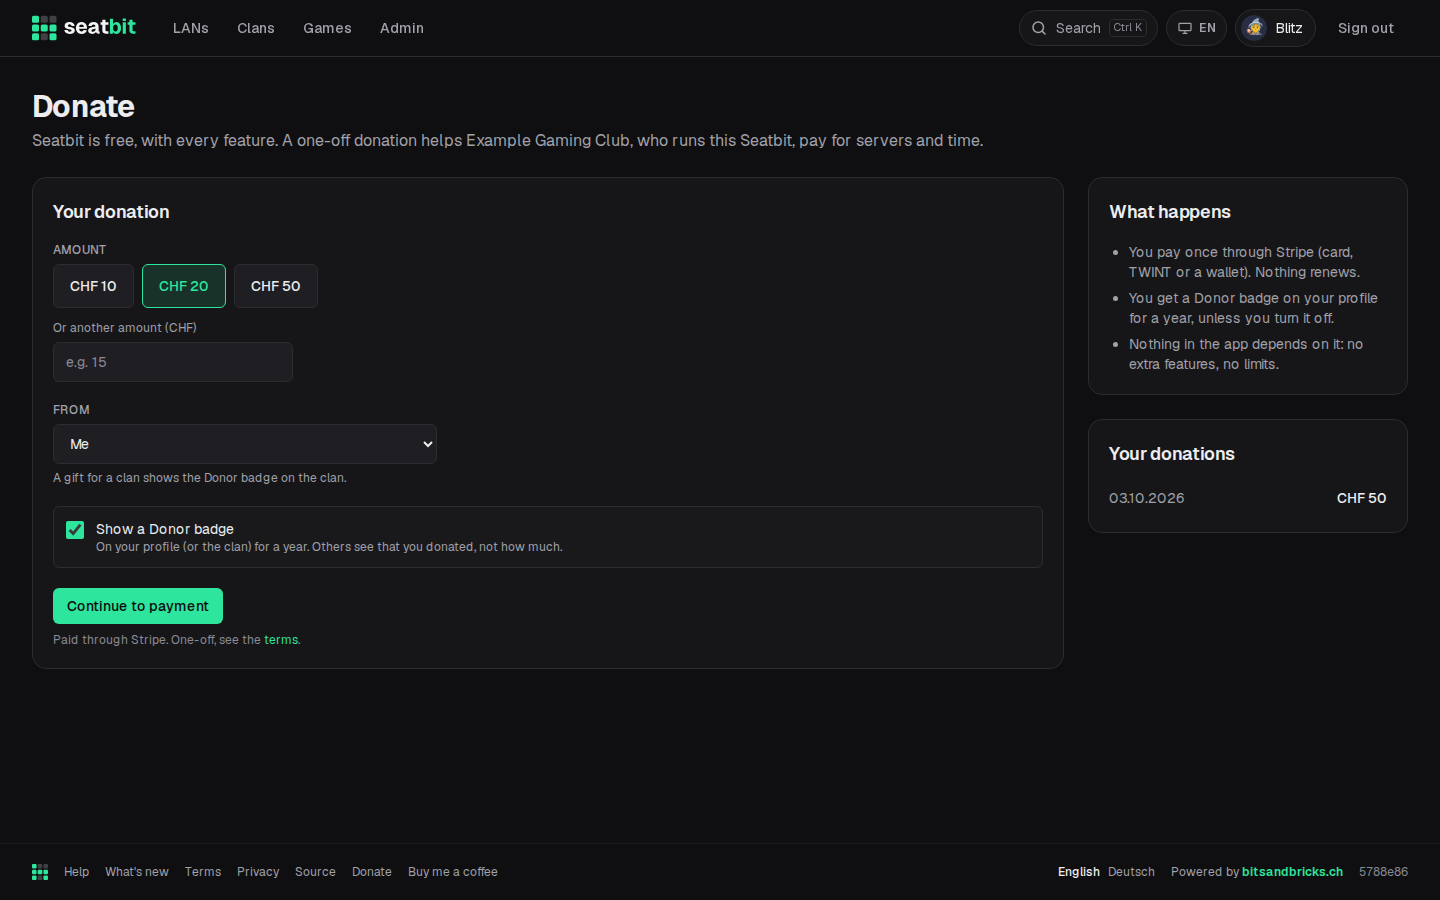 seatbit LANs Clans Games Admin Search Ctrl K EN Blitz Sign out
Donate
Seatbit is free, with every feature. A one-off donation helps Example Gaming Club, who runs this Seatbit, pay for servers and time.
Your donation
AMOUNT
CHF 10 CHF 20 CHF 50
Or another amount (CHF)
e.g. 15
FROM
Me
A gift for a clan shows the Donor badge on the clan.
Show a Donor badge
On your profile (or the clan) for a year. Others see that you donated, not how much.
Continue to payment
Paid through Stripe. One-off, see the terms.
What happens
You pay once through Stripe (card,
TWINT or a wallet). Nothing renews.
You get a Donor badge on your profile
for a year, unless you turn it off.
Nothing in the app depends on it: no
extra features, no limits.
Your donations
03.10.2026 CHF 50
Help What's new Terms Privacy Source Donate Buy me a coffee English Deutsch Powered by bitsandbricks.ch 5788e86